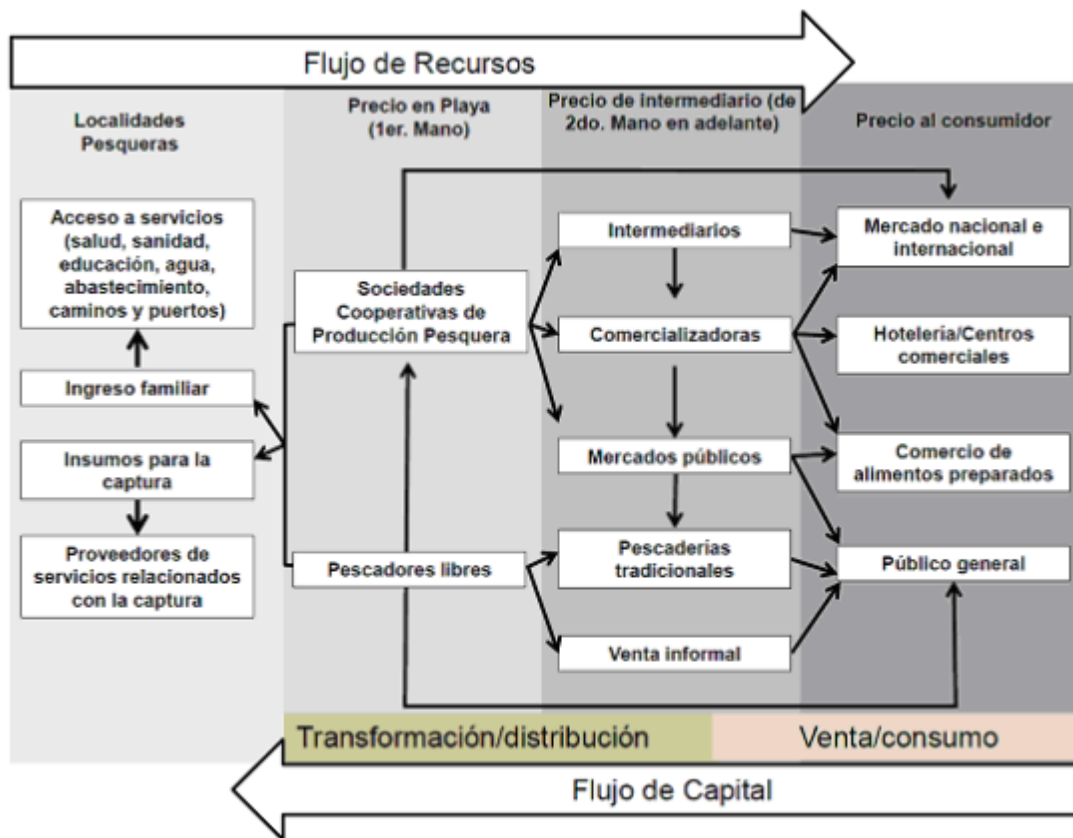 Flujo de Recursos
Localidades
Pesqueras
Precio en Playa
(1er. Mano)
Precio de intermediario (de
2do. Mano en adelante)
Precio al consumidor
Acceso a servicios
(salud, sanidad,
educación, agua,
abastecimiento,
caminos y puertos)
Ingreso familiar
Insumos para la
captura
Proveedores de
servicios relacionados
con la captura
Sociedades
Cooperativas de
Producción Pesquera
Pescadores libres
Intermediarios
Comercializadoras
Mercados públicos
Pescaderías
tradicionales
Venta informal
Mercado nacional e
internacional
Hotelería/Centros
comerciales
Comercio de
alimentos preparados
Público general
Transformación/distribución
Venta/consumo
Flujo de Capital